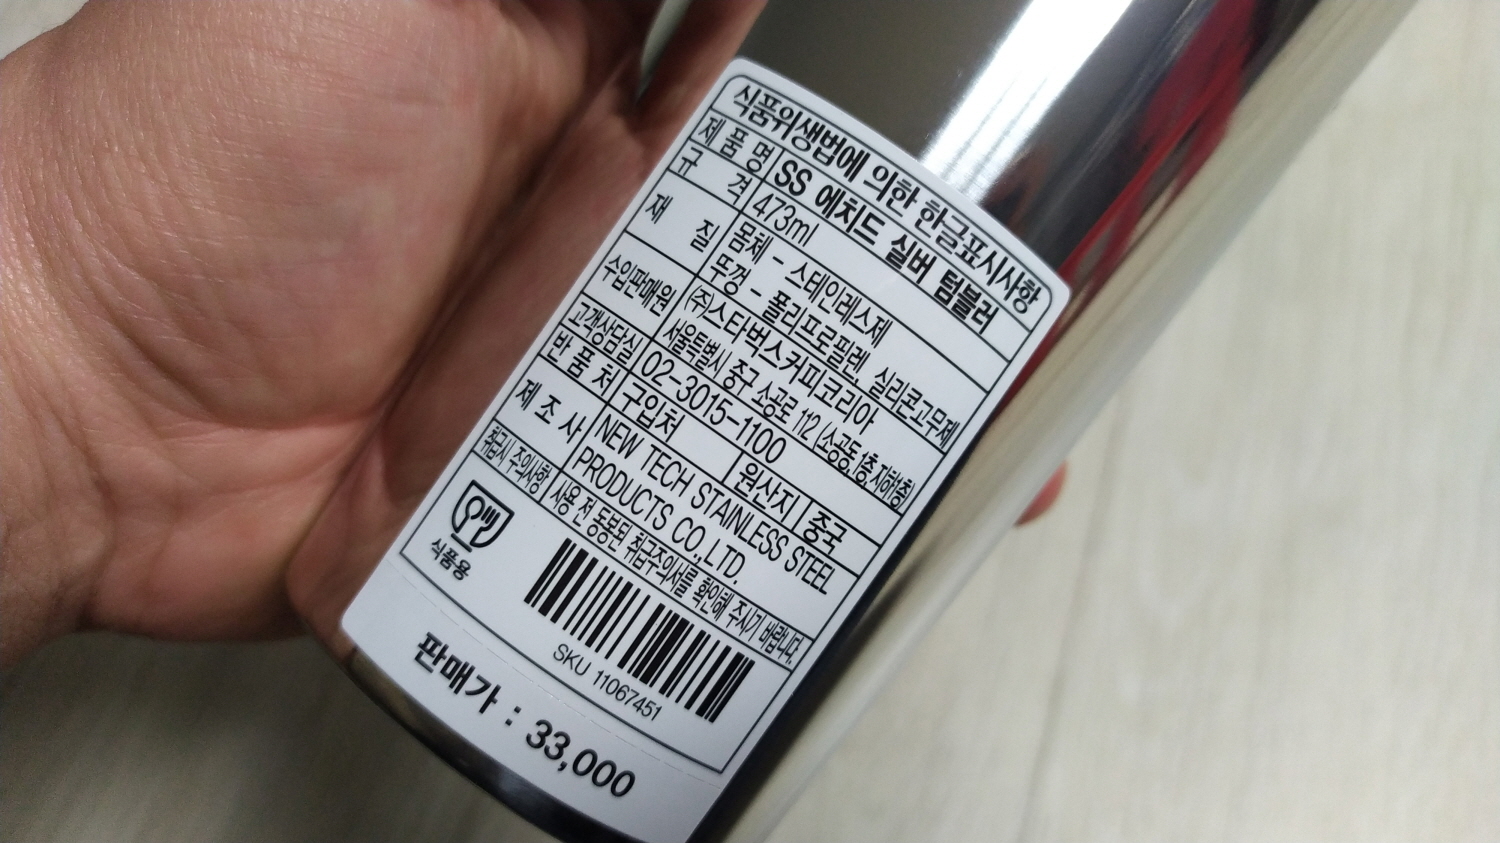 식품위생법에 의한 한글표시사항
제 품 명 SS 에치드 실버 텀블러
규 격 473ml
재 질 몸체 - 스테인레스제
뚜껑 - 폴리프로필렌, 실리콘고무제
수입판매원 (주)스타벅스커피코리아
서울특별시 중구 소공로 112 (소공동,1층,지하1층)
고객상담실 02-3015-1100
반 품 처 구입처 원산지 중국
제 조 사 NEW TECH STAINLESS STEEL
PRODUCTS CO.,LTD.
취급시 주의사항 사용 전 동봉된 취급주의서를 확인해 주시기 바랍니다.
식품용
SKU 11067451
판매가 : 33,000